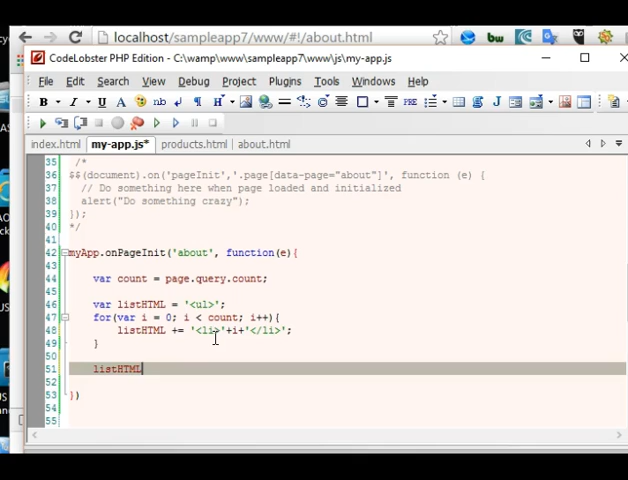 localhost/sampleapp7/www/#!/about.html
CodeLobster PHP Edition - C:\wamp\www\sampleapp7\www\js\my-app.js
File Edit Search View Debug Project Plugins Tools Windows Help
B I U A nb H PRE
index.html my-app.js* products.html about.html
35 /*
36 $$(document).on('pageInit','.page[data-page="about"]', function (e) {
37 // Do something here when page loaded and initialized
38 alert("Do something crazy");
39 });
40 */
41
42 myApp.onPageInit('about', function(e){
43
44 var count = page.query.count;
45
46 var listHTML = '<ul>';
47 for(var i = 0; i < count; i++){
48 listHTML += '<li>'+i+'</li>';
49 }
50
51 listHTML
52
53 })
54
55